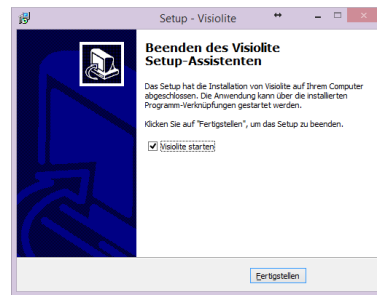 Setup - Visiolite
Beenden des Visiolite
Setup-Assistenten
Das Setup hat die Installation von Visiolite auf Ihrem Computer
abgeschlossen. Die Anwendung kann über die installierten
Programm-Verknüpfungen gestartet werden.
Klicken Sie auf "Fertigstellen", um das Setup zu beenden.
Visiolite starten
Fertigstellen